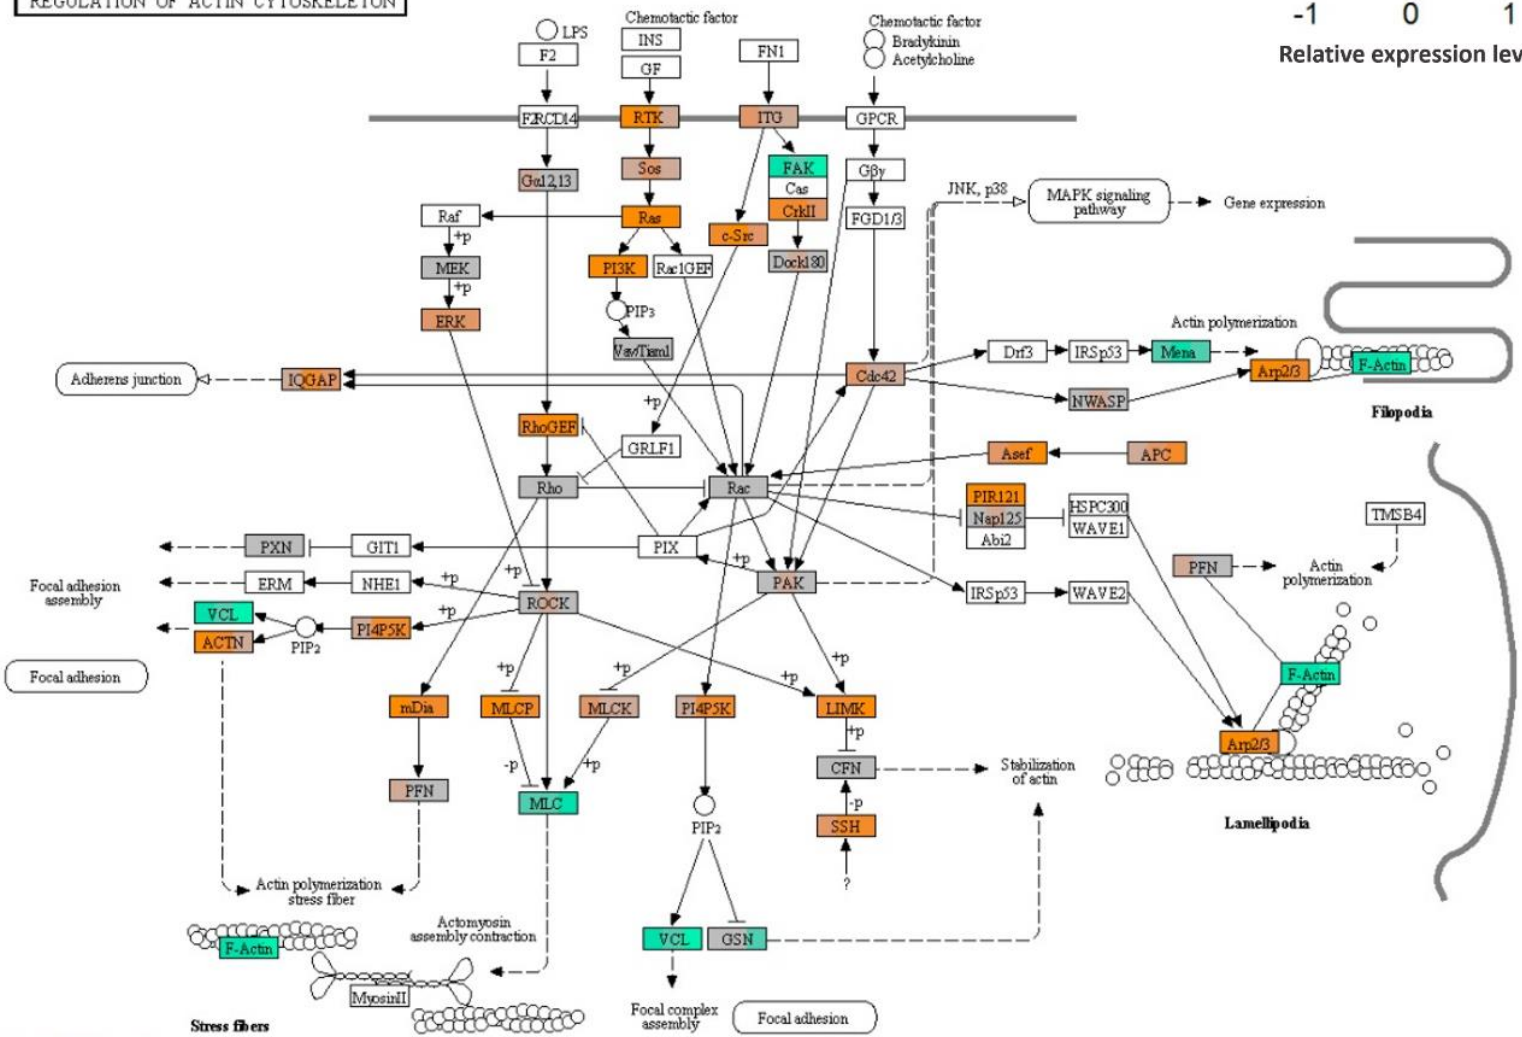 REGULATION OF ACTIN CYTOSKELETON
-1 0 1
Relative expression lev
Chemotactic factor
Chemotactic factor
LPS
F2
INS
GF
FN1
Bradykinin
Acetylcholine
F2RCD14
RTK
ITG
GPCR
Gα12,13
Sos
FAK
Cas
CrkII
Gβγ
JNK, p38
MAPK signaling
pathway
Gene expression
Raf
Ras
c-Src
FGD1/3
+p
MEK
PI3K
Rac1GEF
Dock180
+p
ERK
PIP3
Vav/Tiam1
Actin polymerization
Drf3
IRSp53
Mena
Arp2/3
F-Actin
Adherens junction
IQGAP
Cdc42
NWASP
Filopodia
+p
RhoGEF
GRLF1
Asef
APC
Rho
Rac
PIR121
Nap125
Abi2
HSPC300
WAVE1
TMSB4
PXN
GIT1
PIX
+p
PFN
Actin
polymerization
Focal adhesion
assembly
ERM
NHE1
+p
+p
PAK
IRSp53
WAVE2
VCL
ACTN
PIP2
PI4P5K
+p
ROCK
Focal adhesion
+p
+p
+p
+p
F-Actin
mDia
MLCP
MLCK
PI4P5K
LIMK
Arp2/3
+p
-p
+p
CFN
Stabilization
of actin
PFN
MLC
-p
PIP2
SSH
Lamellipodia
?
Actin polymerization
stress fiber
Actomyosin
assembly contraction
F-Actin
VCL
GSN
MyosinII
Stress fibers
Focal complex
assembly
Focal adhesion